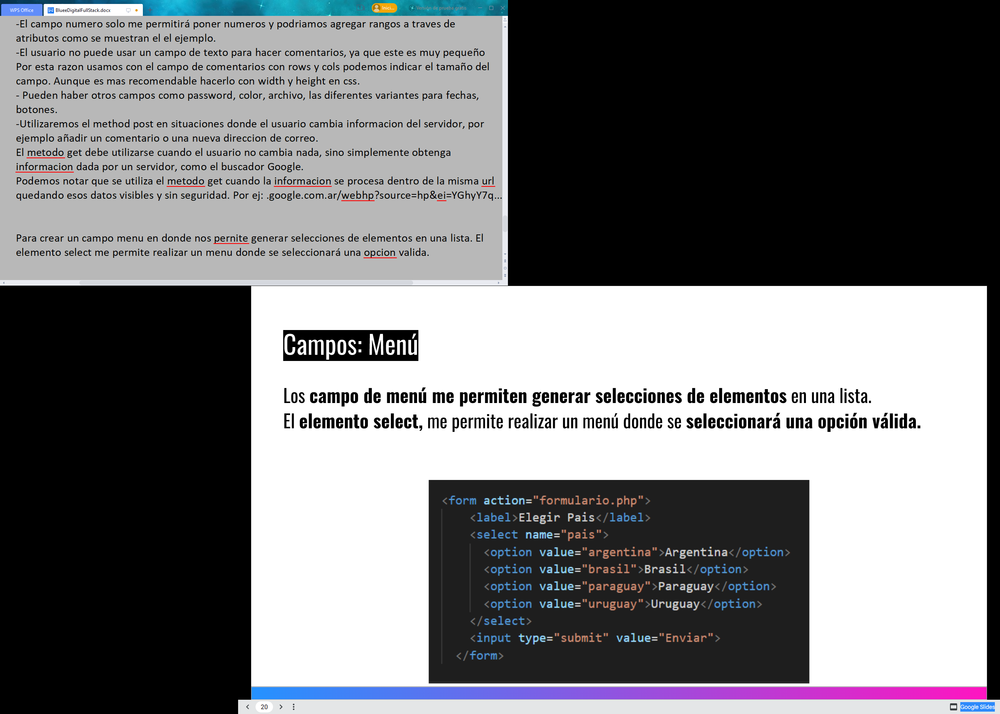 WPS Office
BlueeDigitalFullStack.docx
Inici...
Versión de prueba gratis
-El campo numero solo me permitirá poner numeros y podriamos agregar rangos a traves de
atributos como se muestran el el ejemplo.
-El usuario no puede usar un campo de texto para hacer comentarios, ya que este es muy pequeño
Por esta razon usamos con el campo de comentarios con rows y cols podemos indicar el tamaño del
campo. Aunque es mas recomendable hacerlo con width y height en css.
- Pueden haber otros campos como password, color, archivo, las diferentes variantes para fechas,
botones.
-Utilizaremos el method post en situaciones donde el usuario cambia informacion del servidor, por
ejemplo añadir un comentario o una nueva direccion de correo.
El metodo get debe utilizarse cuando el usuario no cambia nada, sino simplemente obtenga
informacion dada por un servidor, como el buscador Google.
Podemos notar que se utiliza el metodo get cuando la informacion se procesa dentro de la misma url
quedando esos datos visibles y sin seguridad. Por ej: .google.com.ar/webhp?source=hp&ei=YGhyY7q...
Para crear un campo menu en donde nos pernite generar selecciones de elementos en una lista. El
elemento select me permite realizar un menu donde se seleccionará una opcion valida.
Campos: Menú
Los campo de menú me permiten generar selecciones de elementos en una lista.
El elemento select, me permite realizar un menú donde se seleccionará una opción válida.
<form action="formulario.php">
<label>Elegir Pais</label>
<select name="pais">
<option value="argentina">Argentina</option>
<option value="brasil">Brasil</option>
<option value="paraguay">Paraguay</option>
<option value="uruguay">Uruguay</option>
</select>
<input type="submit" value="Enviar">
</form>
20
Google Slides